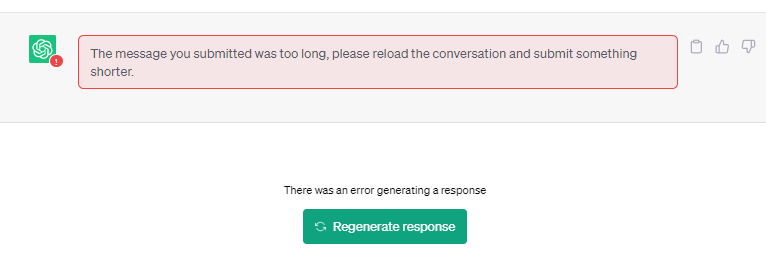 The message you submitted was too long, please reload the conversation and submit something
shorter.
There was an error generating a response
Regenerate response